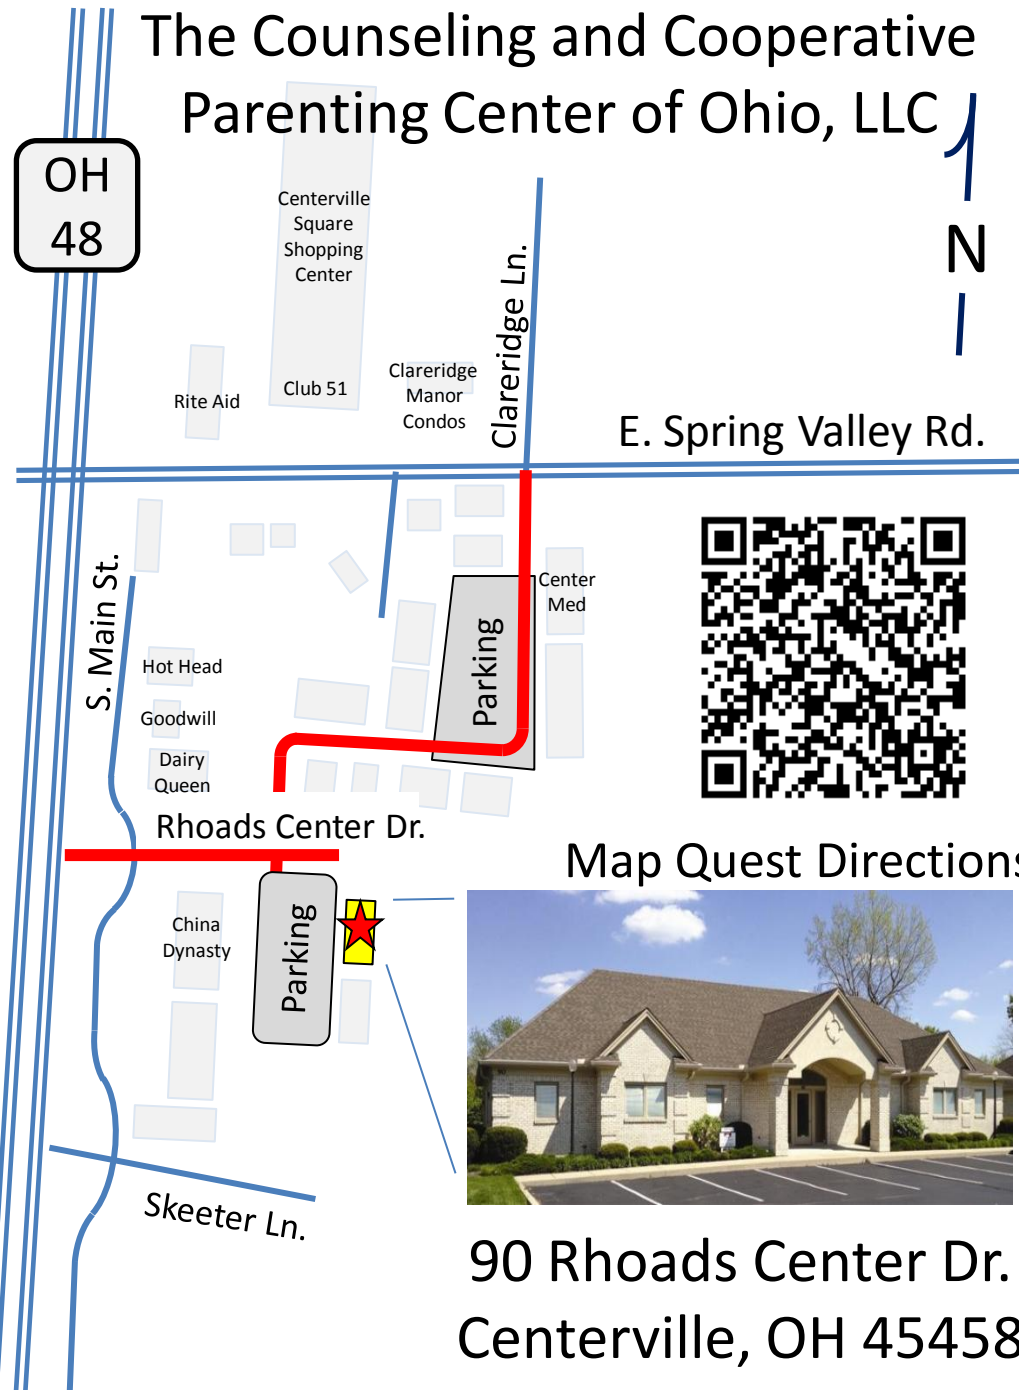 The Counseling and Cooperative
Parenting Center of Ohio, LLC
OH
48
N
Centerville
Square
Shopping
Center
Club 51
Rite Aid
Clareridge
Manor
Condos
Clareridge Ln.
E. Spring Valley Rd.
S. Main St.
Center
Med
Parking
Hot Head
Goodwill
Dairy
Queen
Rhoads Center Dr.
Map Quest Directions
China
Dynasty
Parking
Skeeter Ln.
90 Rhoads Center Dr.
Centerville, OH 45458